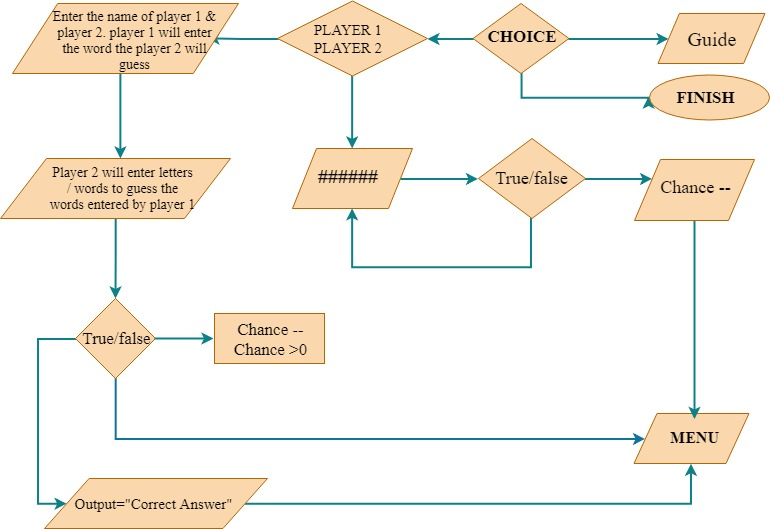 Enter the name of player 1 &
player 2. player 1 will enter
the word the player 2 will
guess
PLAYER 1
PLAYER 2
CHOICE
Guide
FINISH
Player 2 will enter letters
/ words to guess the
words entered by player 1
######
True/false
Chance --
True/false
Chance --
Chance >0
MENU
Output="Correct Answer"